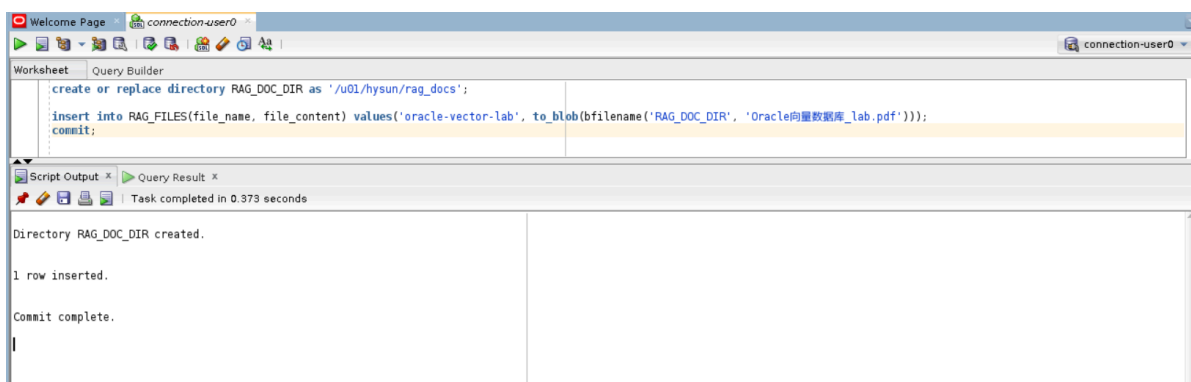 Welcome Page
connection-user0
connection-user0
Worksheet Query Builder
create or replace directory RAG_DOC_DIR as '/u01/hysun/rag_docs';
insert into RAG_FILES(file_name, file_content) values('oracle-vector-lab', to_blob(bfilename('RAG_DOC_DIR', 'Oracle向量数据库_lab.pdf')));
commit;
Script Output Query Result
Task completed in 0.373 seconds
Directory RAG_DOC_DIR created.
1 row inserted.
Commit complete.